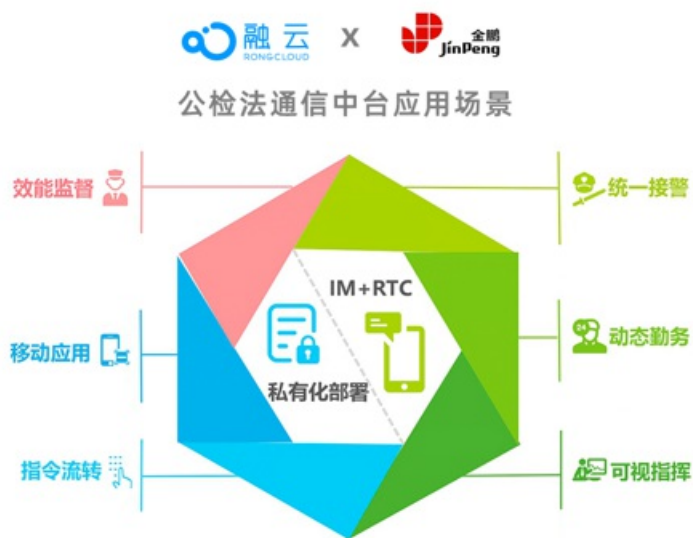 融云
RONGCLOUD
X
金鹏
JinPeng
公检法通信中台应用场景
效能监督
统一接警
IM+RTC
移动应用
24
动态勤务
私有化部署
指令流转
可视指挥